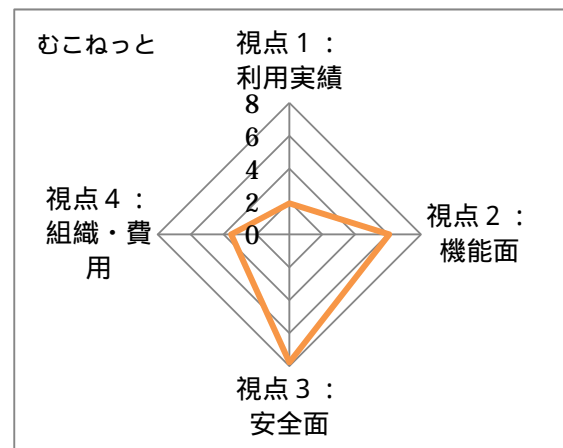 むこねっと
視点１：
利用実績
8
6
4
2
0
視点４：
組織・費
用
視点２：
機能面
視点３：
安全面